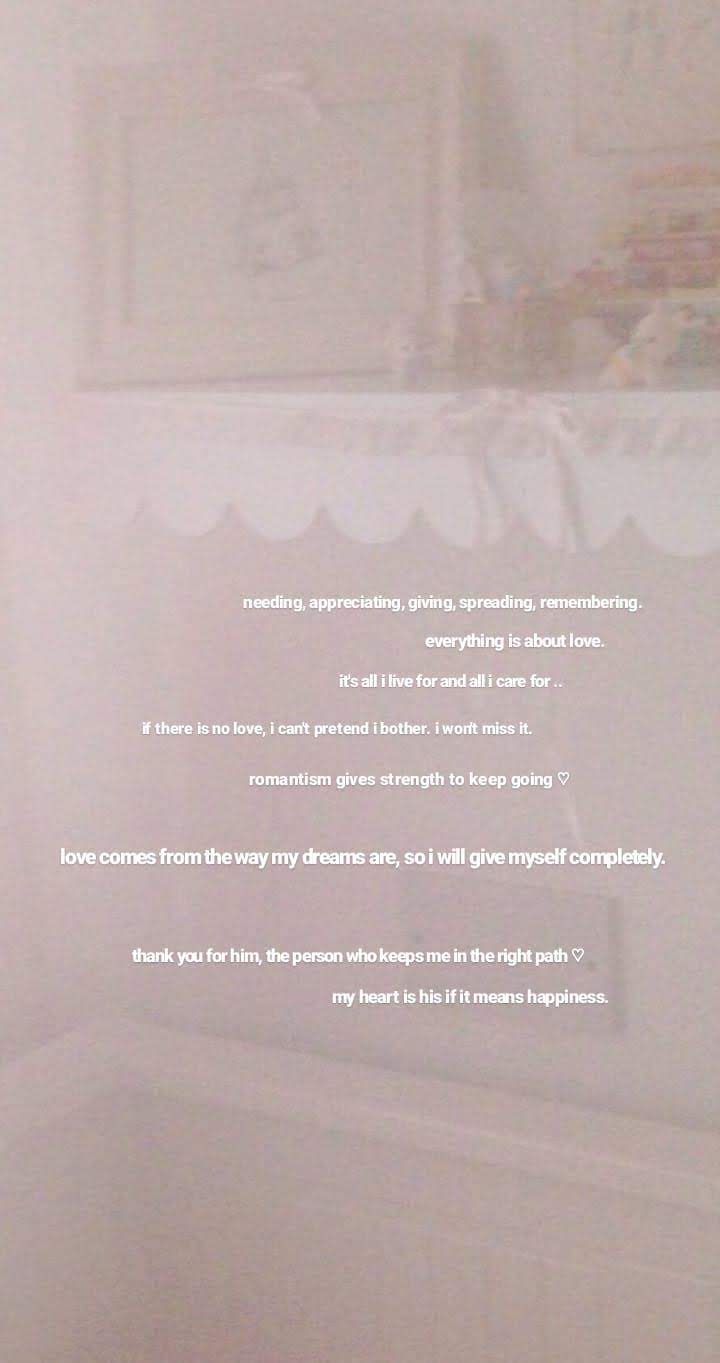 needing, appreciating, giving, spreading, remembering.
everything is about love.
it's all i live for and all i care for ..
if there is no love, i can't pretend i bother. i won't miss it.
romantism gives strength to keep going ♡
love comes from the way my dreams are, so i will give myself completely.
thank you for him, the person who keeps me in the right path ♡
my heart is his if it means happiness.